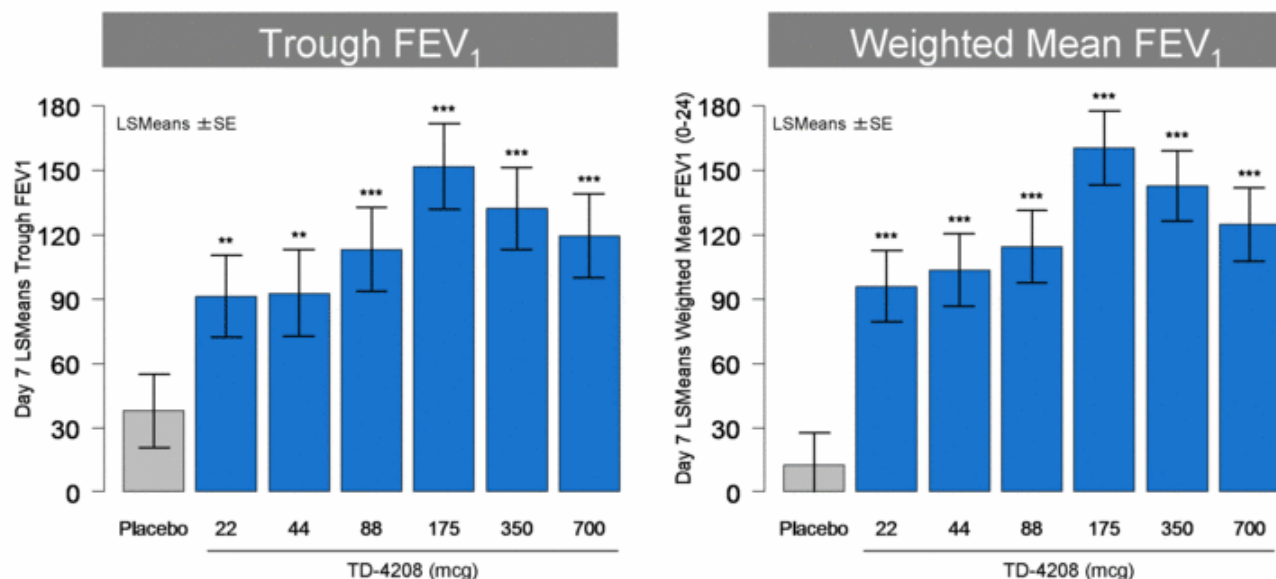 Trough FEV₁
Day 7 LSMeans Trough FEV1
LSMeans ±SE
180
150
120
90
60
30
0
** ** *** *** *** ***
Placebo 22 44 88 175 350 700
TD-4208 (mcg)
Weighted Mean FEV₁
Day 7 LSMeans Weighted Mean FEV1 (0-24)
LSMeans ±SE
180
150
120
90
60
30
0
*** *** *** *** *** ***
Placebo 22 44 88 175 350 700
TD-4208 (mcg)